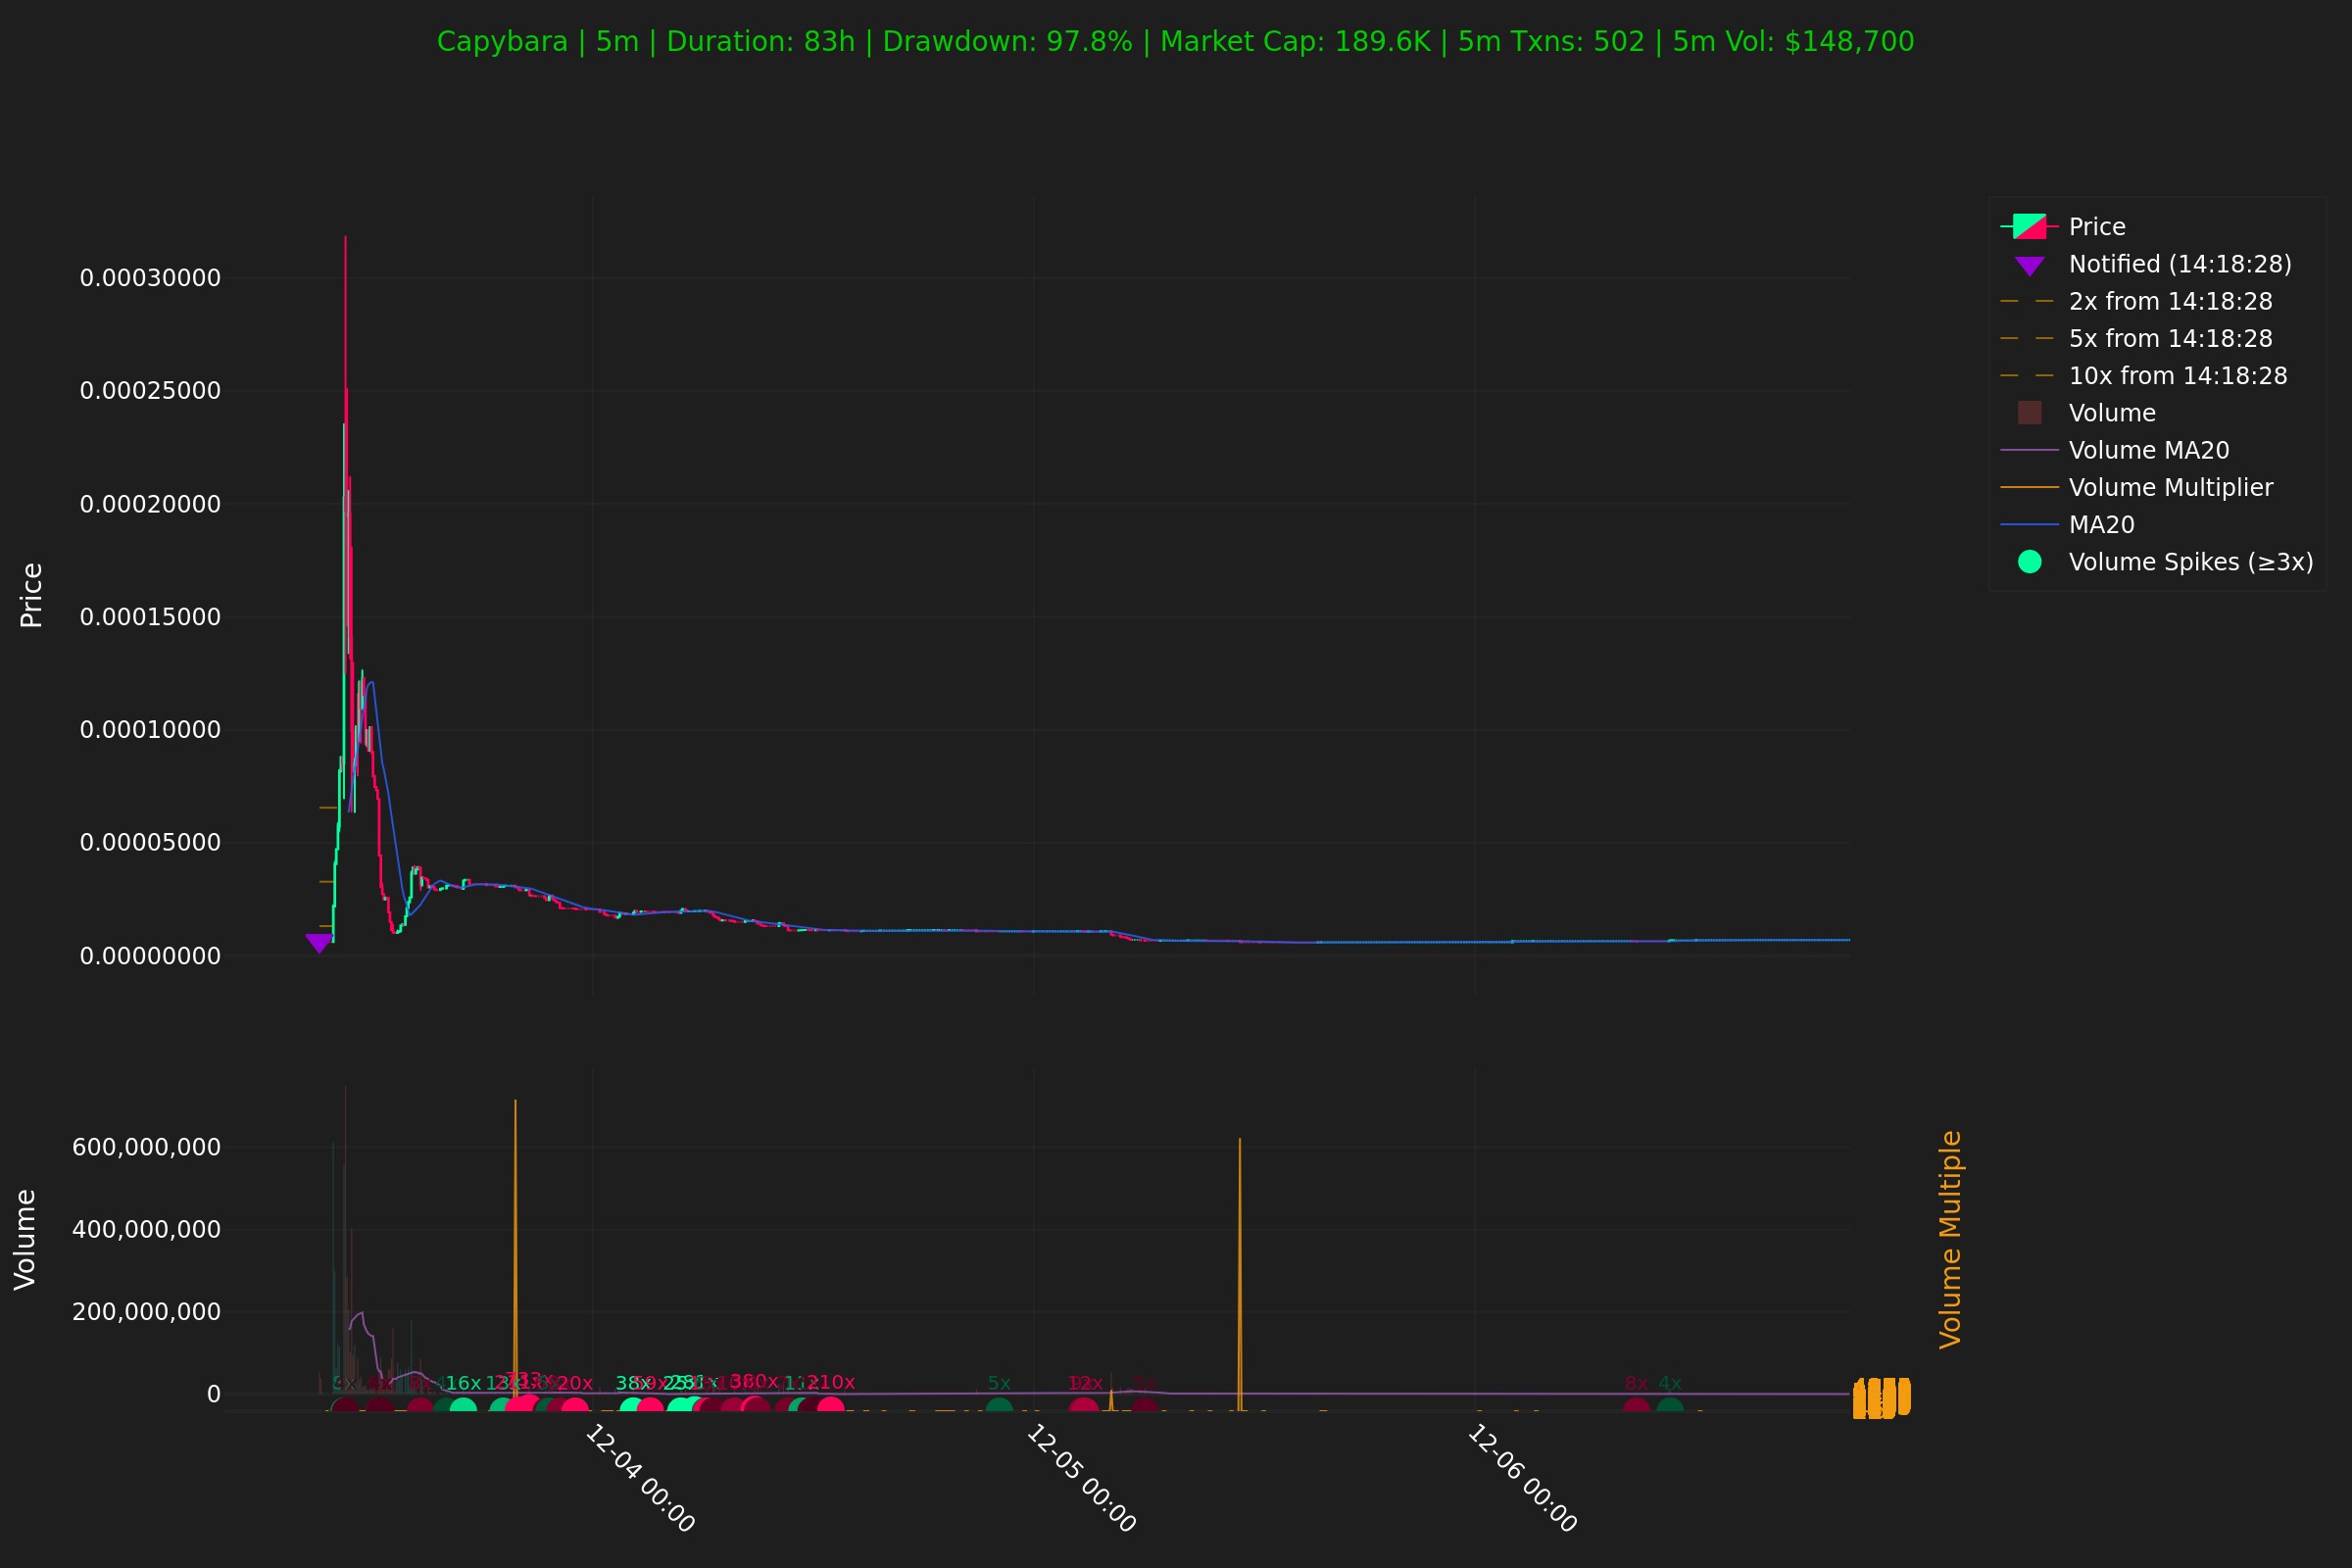 Capybara | 5m | Duration: 83h | Drawdown: 97.8% | Market Cap: 189.6K | 5m Txns: 502 | 5m Vol: $148,700
Price
0.00030000
0.00025000
0.00020000
0.00015000
0.00010000
0.00005000
0.00000000
Price
Notified (14:18:28)
2x from 14:18:28
5x from 14:18:28
10x from 14:18:28
Volume
Volume MA20
Volume Multiplier
MA20
Volume Spikes (≥3x)
Volume
600,000,000
400,000,000
200,000,000
0
16x
20x
38x
59x
380x
210x
5x
12x
8x
4x
Volume Multiple
12-04 00:00
12-05 00:00
12-06 00:00